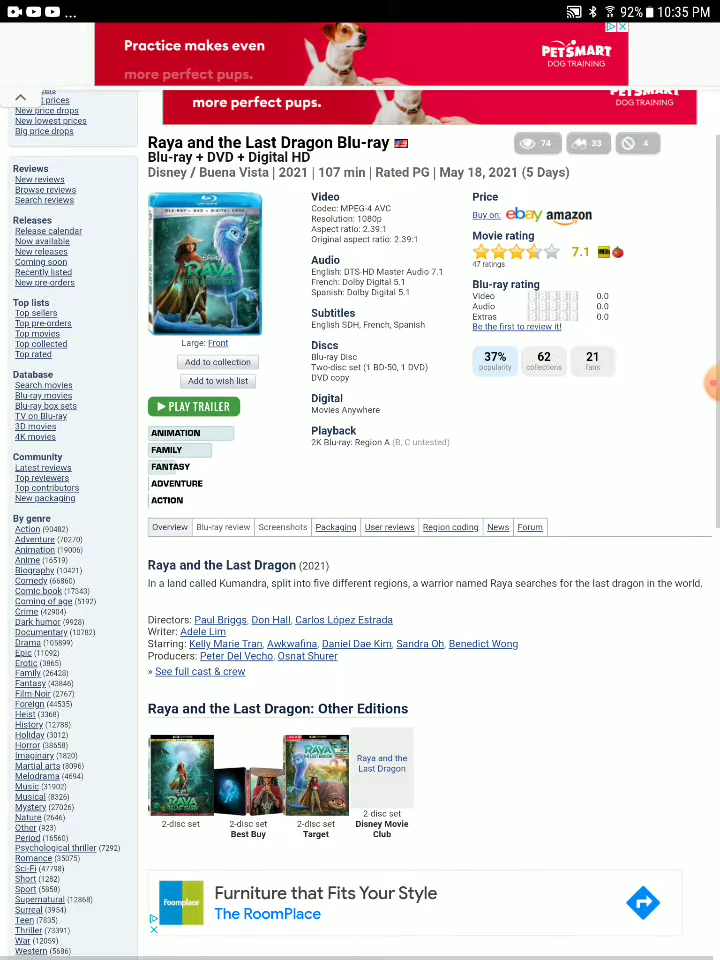 ... 92% 10:35 PM
Practice makes even
more perfect pups.
PETSMART
DOG TRAINING
more perfect pups.
PETSMART
DOG TRAINING
prices
New price drops
New lowest prices
Big price drops
Reviews
New reviews
Browse reviews
Search reviews
Releases
Release calendar
Now available
New releases
Coming soon
Recently listed
New pre-orders
Top lists
Top sellers
Top pre-orders
Top movies
Top collected
Top rated
Database
Search movies
Blu-ray movies
Blu-ray box sets
TV on Blu-ray
3D movies
4K movies
Community
Latest reviews
Top reviewers
Top contributors
New packaging
By genre
Action (90482)
Adventure (70270)
Animation (19006)
Anime (16519)
Biography (10421)
Comedy (66860)
Comic book (17343)
Coming of age (5192)
Crime (42904)
Dark humor (9928)
Documentary (10782)
Drama (105899)
Epic (11092)
Erotic (3865)
Family (26428)
Fantasy (43846)
Film-Noir (2767)
Foreign (44535)
Heist (3368)
History (12788)
Holiday (3012)
Horror (38658)
Imaginary (1820)
Martial arts (8096)
Melodrama (4694)
Music (31902)
Musical (8326)
Mystery (27026)
Nature (2646)
Other (923)
Period (16560)
Psychological thriller (7292)
Romance (35075)
Sci-Fi (47798)
Short (1282)
Sport (5858)
Supernatural (12868)
Surreal (3954)
Teen (7835)
Thriller (73391)
War (12059)
Western (5686)
Raya and the Last Dragon Blu-ray
74
33
4
Blu-ray + DVD + Digital HD
Disney / Buena Vista | 2021 | 107 min | Rated PG | May 18, 2021 (5 Days)
BLU-RAY + DVD + DIGITAL CODE
DISNEY
RAYA
Large: Front
Add to collection
Add to wish list
PLAY TRAILER
ANIMATION
FAMILY
FANTASY
ADVENTURE
ACTION
Video
Codec: MPEG-4 AVC
Resolution: 1080p
Aspect ratio: 2.39:1
Original aspect ratio: 2.39:1
Audio
English: DTS-HD Master Audio 7.1
French: Dolby Digital 5.1
Spanish: Dolby Digital 5.1
Subtitles
English SDH, French, Spanish
Discs
Blu-ray Disc
Two-disc set (1 BD-50, 1 DVD)
DVD copy
Digital
Movies Anywhere
Playback
2K Blu-ray: Region A (B, C untested)
Price
Buy on: ebay amazon
Movie rating
7.1
47 ratings
Blu-ray rating
Video 0.0
Audio 0.0
Extras 0.0
Be the first to review it!
37%
popularity
62
collections
21
fans
Overview
Blu-ray review
Screenshots
Packaging
User reviews
Region coding
News
Forum
Raya and the Last Dragon (2021)
In a land called Kumandra, split into five different regions, a warrior named Raya searches for the last dragon in the world.
Directors: Paul Briggs, Don Hall, Carlos López Estrada
Writer: Adele Lim
Starring: Kelly Marie Tran, Awkwafina, Daniel Dae Kim, Sandra Oh, Benedict Wong
Producers: Peter Del Vecho, Osnat Shurer
» See full cast & crew
Raya and the Last Dragon: Other Editions
RAYA
RAYA
Raya and the
Last Dragon
2-disc set
2-disc set
Best Buy
2-disc set
Target
2-disc set
Disney Movie
Club
Roomplace
Furniture that Fits Your Style
The RoomPlace